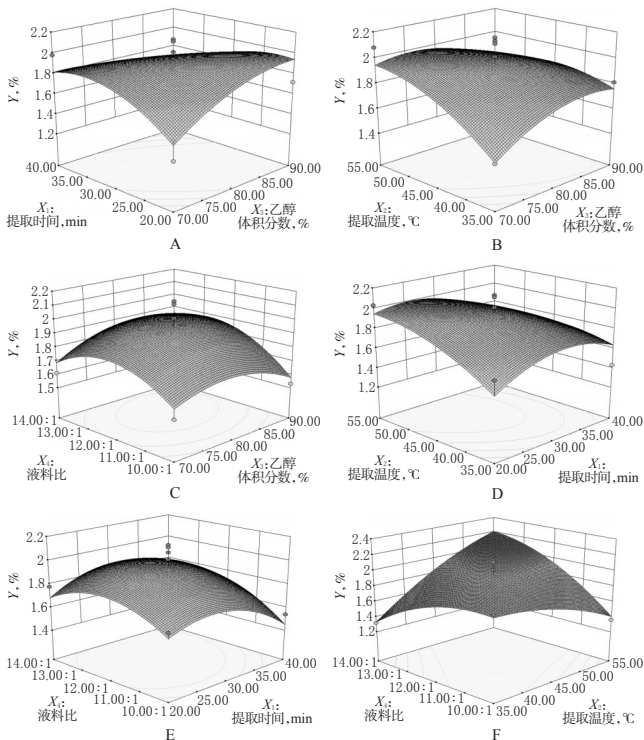 2.2
2
1.8
1.6
1.4
1.2
Y, %
40.00
35.00
30.00
25.00
20.00
X₁:
提取时间,min
70.00
75.00
80.00
85.00
90.00
X₃:乙醇
体积分数, %
A
2.2
2
1.8
1.6
1.4
Y, %
55.00
50.00
45.00
40.00
35.00
X₂:
提取温度,℃
70.00
75.00
80.00
85.00
90.00
X₃:乙醇
体积分数, %
B
2.2
2.1
2
1.9
1.8
1.7
1.6
1.5
Y, %
14.00∶1
13.00∶1
12.00∶1
11.00∶1
10.00∶1
X₄:
液料比
70.00
75.00
80.00
85.00
90.00
X₃:乙醇
体积分数, %
C
2.2
2
1.8
1.6
1.4
1.2
Y, %
55.00
50.00
45.00
40.00
35.00
X₂:
提取温度,℃
20.00
25.00
30.00
35.00
40.00
X₁:
提取时间,min
D
2.2
2
1.8
1.6
1.4
Y, %
14.00∶1
13.00∶1
12.00∶1
11.00∶1
10.00∶1
X₄:
液料比
20.00
25.00
30.00
35.00
40.00
X₁:
提取时间,min
E
2.4
2.2
2
1.8
1.6
1.4
1.2
Y, %
14.00∶1
13.00∶1
12.00∶1
11.00∶1
10.00∶1
X₄:
液料比
35.00
40.00
45.00
50.00
55.00
X₂:
提取温度,℃
F